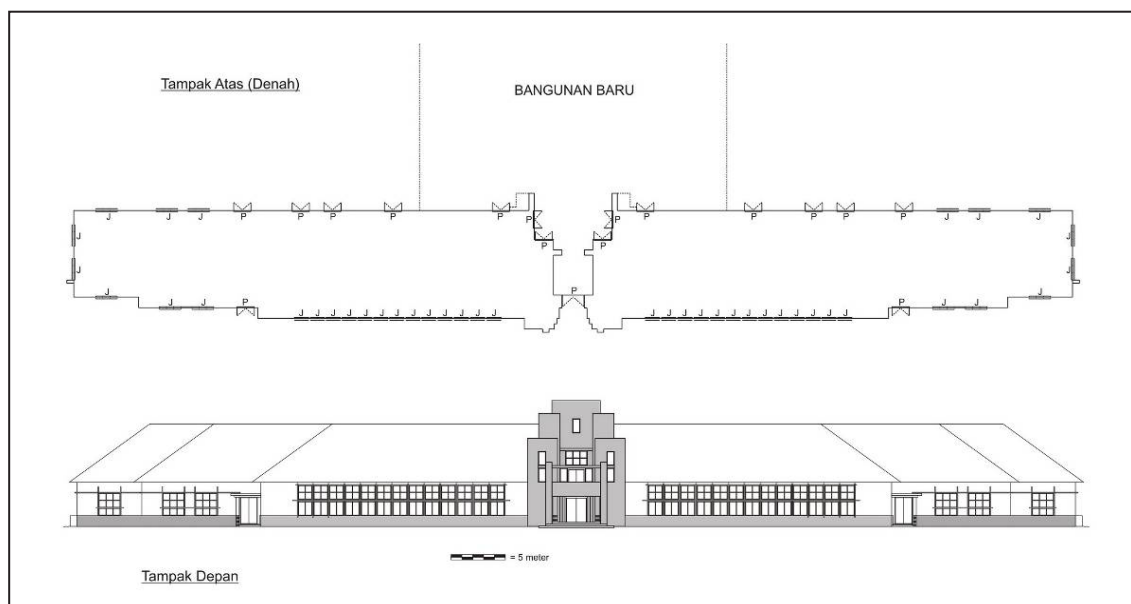 Tampak Atas (Denah)
BANGUNAN BARU
J J J P P P P P P P P P P P P J J J
J J
P P
J J
P
J J J P P J J J
J J J J J J J J J J J J J J J J J J J J J J J J J J
= 5 meter
Tampak Depan